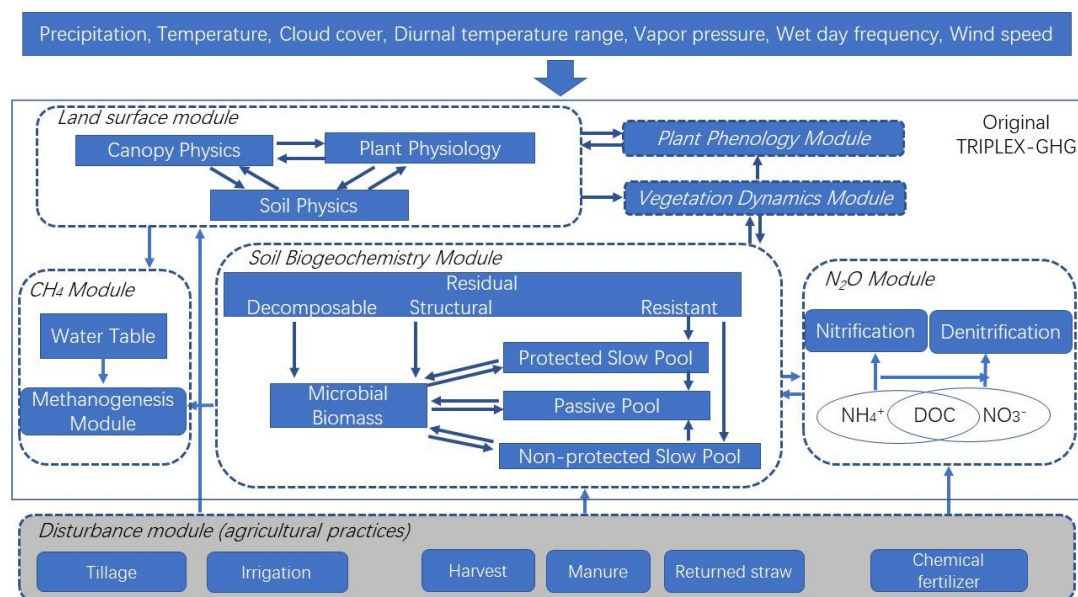 Precipitation, Temperature, Cloud cover, Diurnal temperature range, Vapor pressure, Wet day frequency, Wind speed
Land surface module
Canopy Physics
Plant Physiology
Soil Physics
Plant Phenology Module
Vegetation Dynamics Module
Original
TRIPLEX-GHG
CH₄ Module
Water Table
Methanogenesis
Module
Soil Biogeochemistry Module
Residual
Decomposable Structural Resistant
Microbial
Biomass
Protected Slow Pool
Passive Pool
Non-protected Slow Pool
N₂O Module
Nitrification
Denitrification
NH₄⁺ DOC NO₃⁻
Disturbance module (agricultural practices)
Tillage
Irrigation
Harvest
Manure
Returned straw
Chemical
fertilizer